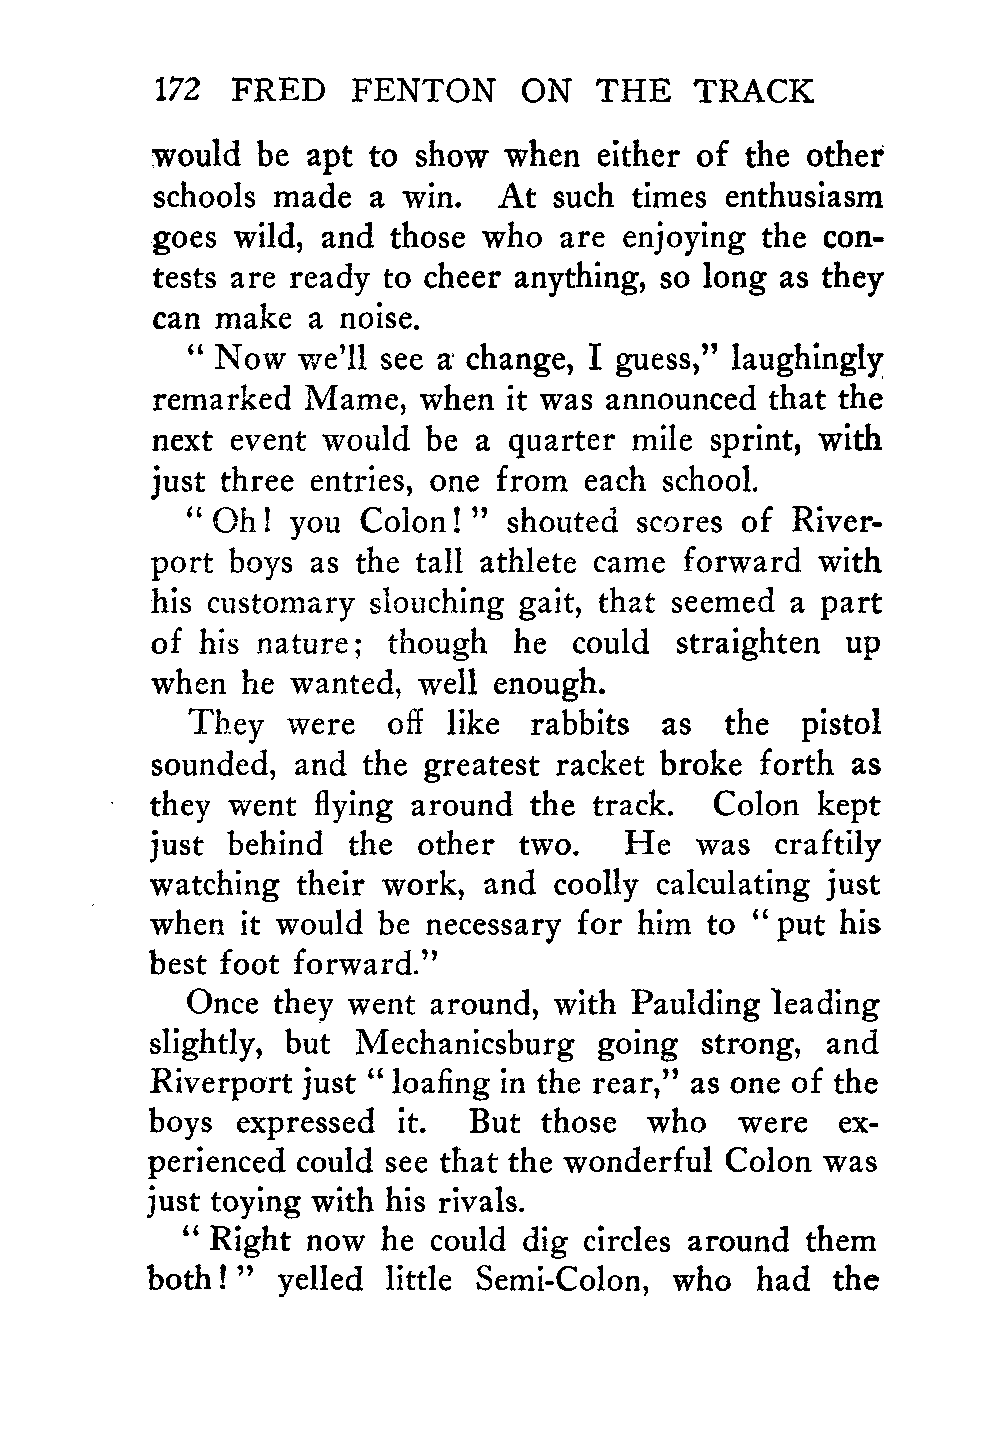 172 FRED FENTON ON THE TRACK
would be apt to show when either of the other
schools made a win. At such times enthusiasm
goes wild, and those who are enjoying the con-
tests are ready to cheer anything, so long as they
can make a noise.
“ Now we’ll see a change, I guess,” laughingly
remarked Mame, when it was announced that the
next event would be a quarter mile sprint, with
just three entries, one from each school.
“ Oh! you Colon! ” shouted scores of River-
port boys as the tall athlete came forward with
his customary slouching gait, that seemed a part
of his nature; though he could straighten up
when he wanted, well enough.
They were off like rabbits as the pistol
sounded, and the greatest racket broke forth as
they went flying around the track. Colon kept
just behind the other two. He was craftily
watching their work, and coolly calculating just
when it would be necessary for him to “ put his
best foot forward.”
Once they went around, with Paulding leading
slightly, but Mechanicsburg going strong, and
Riverport just “ loafing in the rear,” as one of the
boys expressed it. But those who were ex-
perienced could see that the wonderful Colon was
just toying with his rivals.
“ Right now he could dig circles around them
both! ” yelled little Semi-Colon, who had the